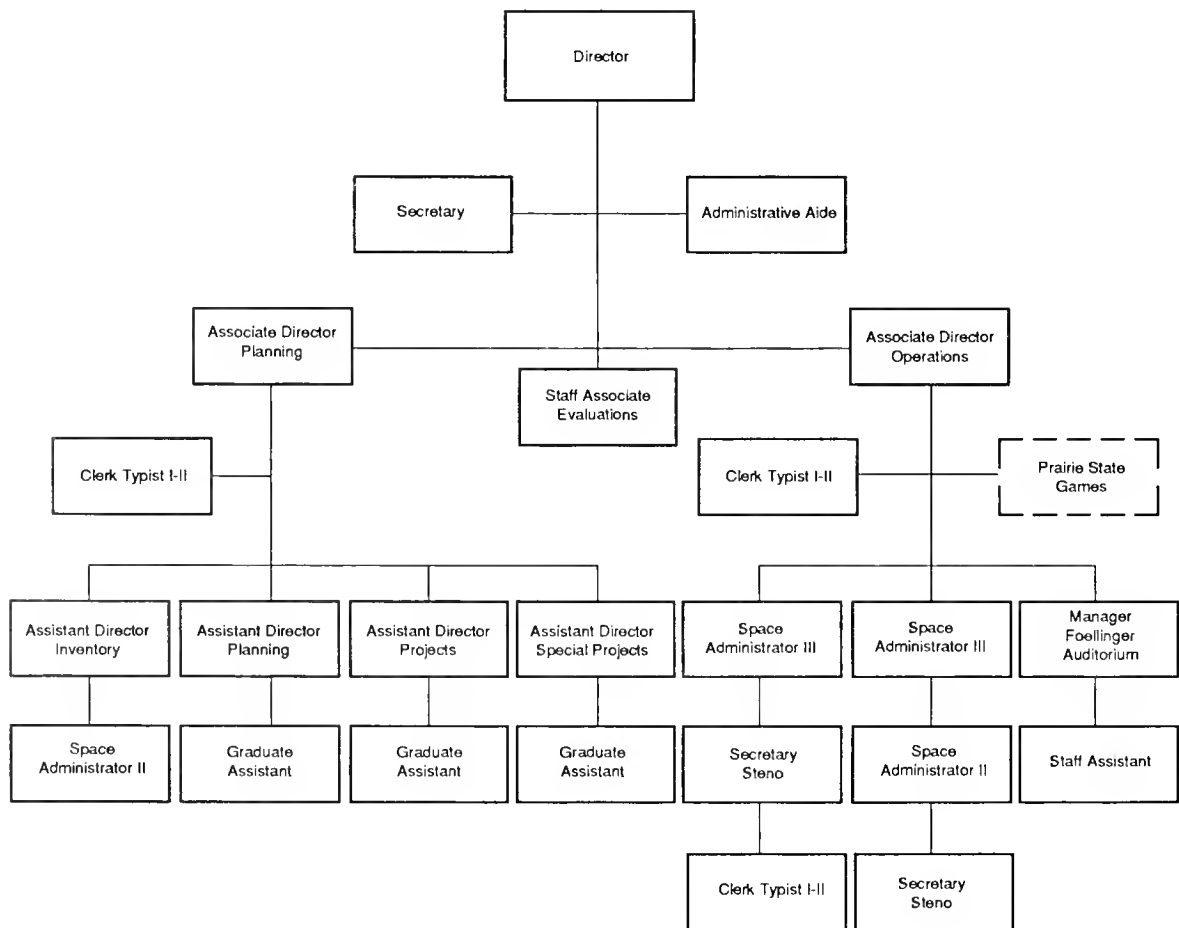 Director
Secretary
Administrative Aide
Associate Director
Planning
Associate Director
Operations
Staff Associate
Evaluations
Clerk Typist I-II
Clerk Typist I-II
Prairie State
Games
Assistant Director
Inventory
Assistant Director
Planning
Assistant Director
Projects
Assistant Director
Special Projects
Space
Administrator III
Space
Administrator III
Manager
Foellinger
Auditorium
Space
Administrator II
Graduate
Assistant
Graduate
Assistant
Graduate
Assistant
Secretary
Steno
Space
Administrator II
Staff Assistant
Clerk Typist I-II
Secretary
Steno